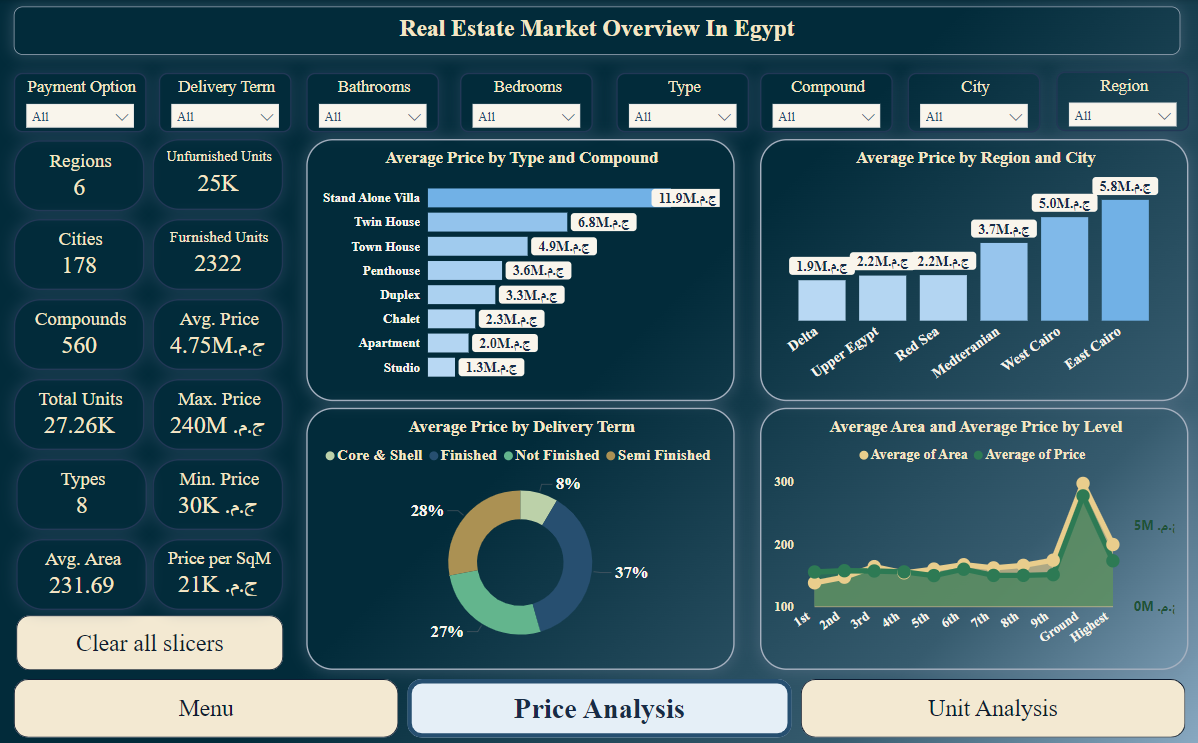 Real Estate Market Overview In Egypt
Payment Option
All
Delivery Term
All
Bathrooms
All
Bedrooms
All
Type
All
Compound
All
City
All
Region
All
Regions
6
Unfurnished Units
25K
Cities
178
Furnished Units
2322
Compounds
560
Avg. Price
4.75M ج.م.
Total Units
27.26K
Max. Price
240M ج.م.
Types
8
Min. Price
30K ج.م.
Avg. Area
231.69
Price per SqM
21K ج.م.
Clear all slicers
Average Price by Type and Compound
Stand Alone Villa
11.9M ج.م.
Twin House
6.8M ج.م.
Town House
4.9M ج.م.
Penthouse
3.6M ج.م.
Duplex
3.3M ج.م.
Chalet
2.3M ج.م.
Apartment
2.0M ج.م.
Studio
1.3M ج.م.
Average Price by Region and City
1.9M ج.م.
2.2M ج.م.
2.2M ج.م.
3.7M ج.م.
5.0M ج.م.
5.8M ج.م.
Delta
Upper Egypt
Red Sea
Medteranian
West Cairo
East Cairo
Average Price by Delivery Term
Core & Shell Finished Not Finished Semi Finished
8%
28%
37%
27%
Average Area and Average Price by Level
Average of Area Average of Price
300
200
100
5M ج.م.
0M ج.م.
1st
2nd
3rd
4th
5th
6th
7th
8th
9th
Ground
Highest
Menu
Price Analysis
Unit Analysis